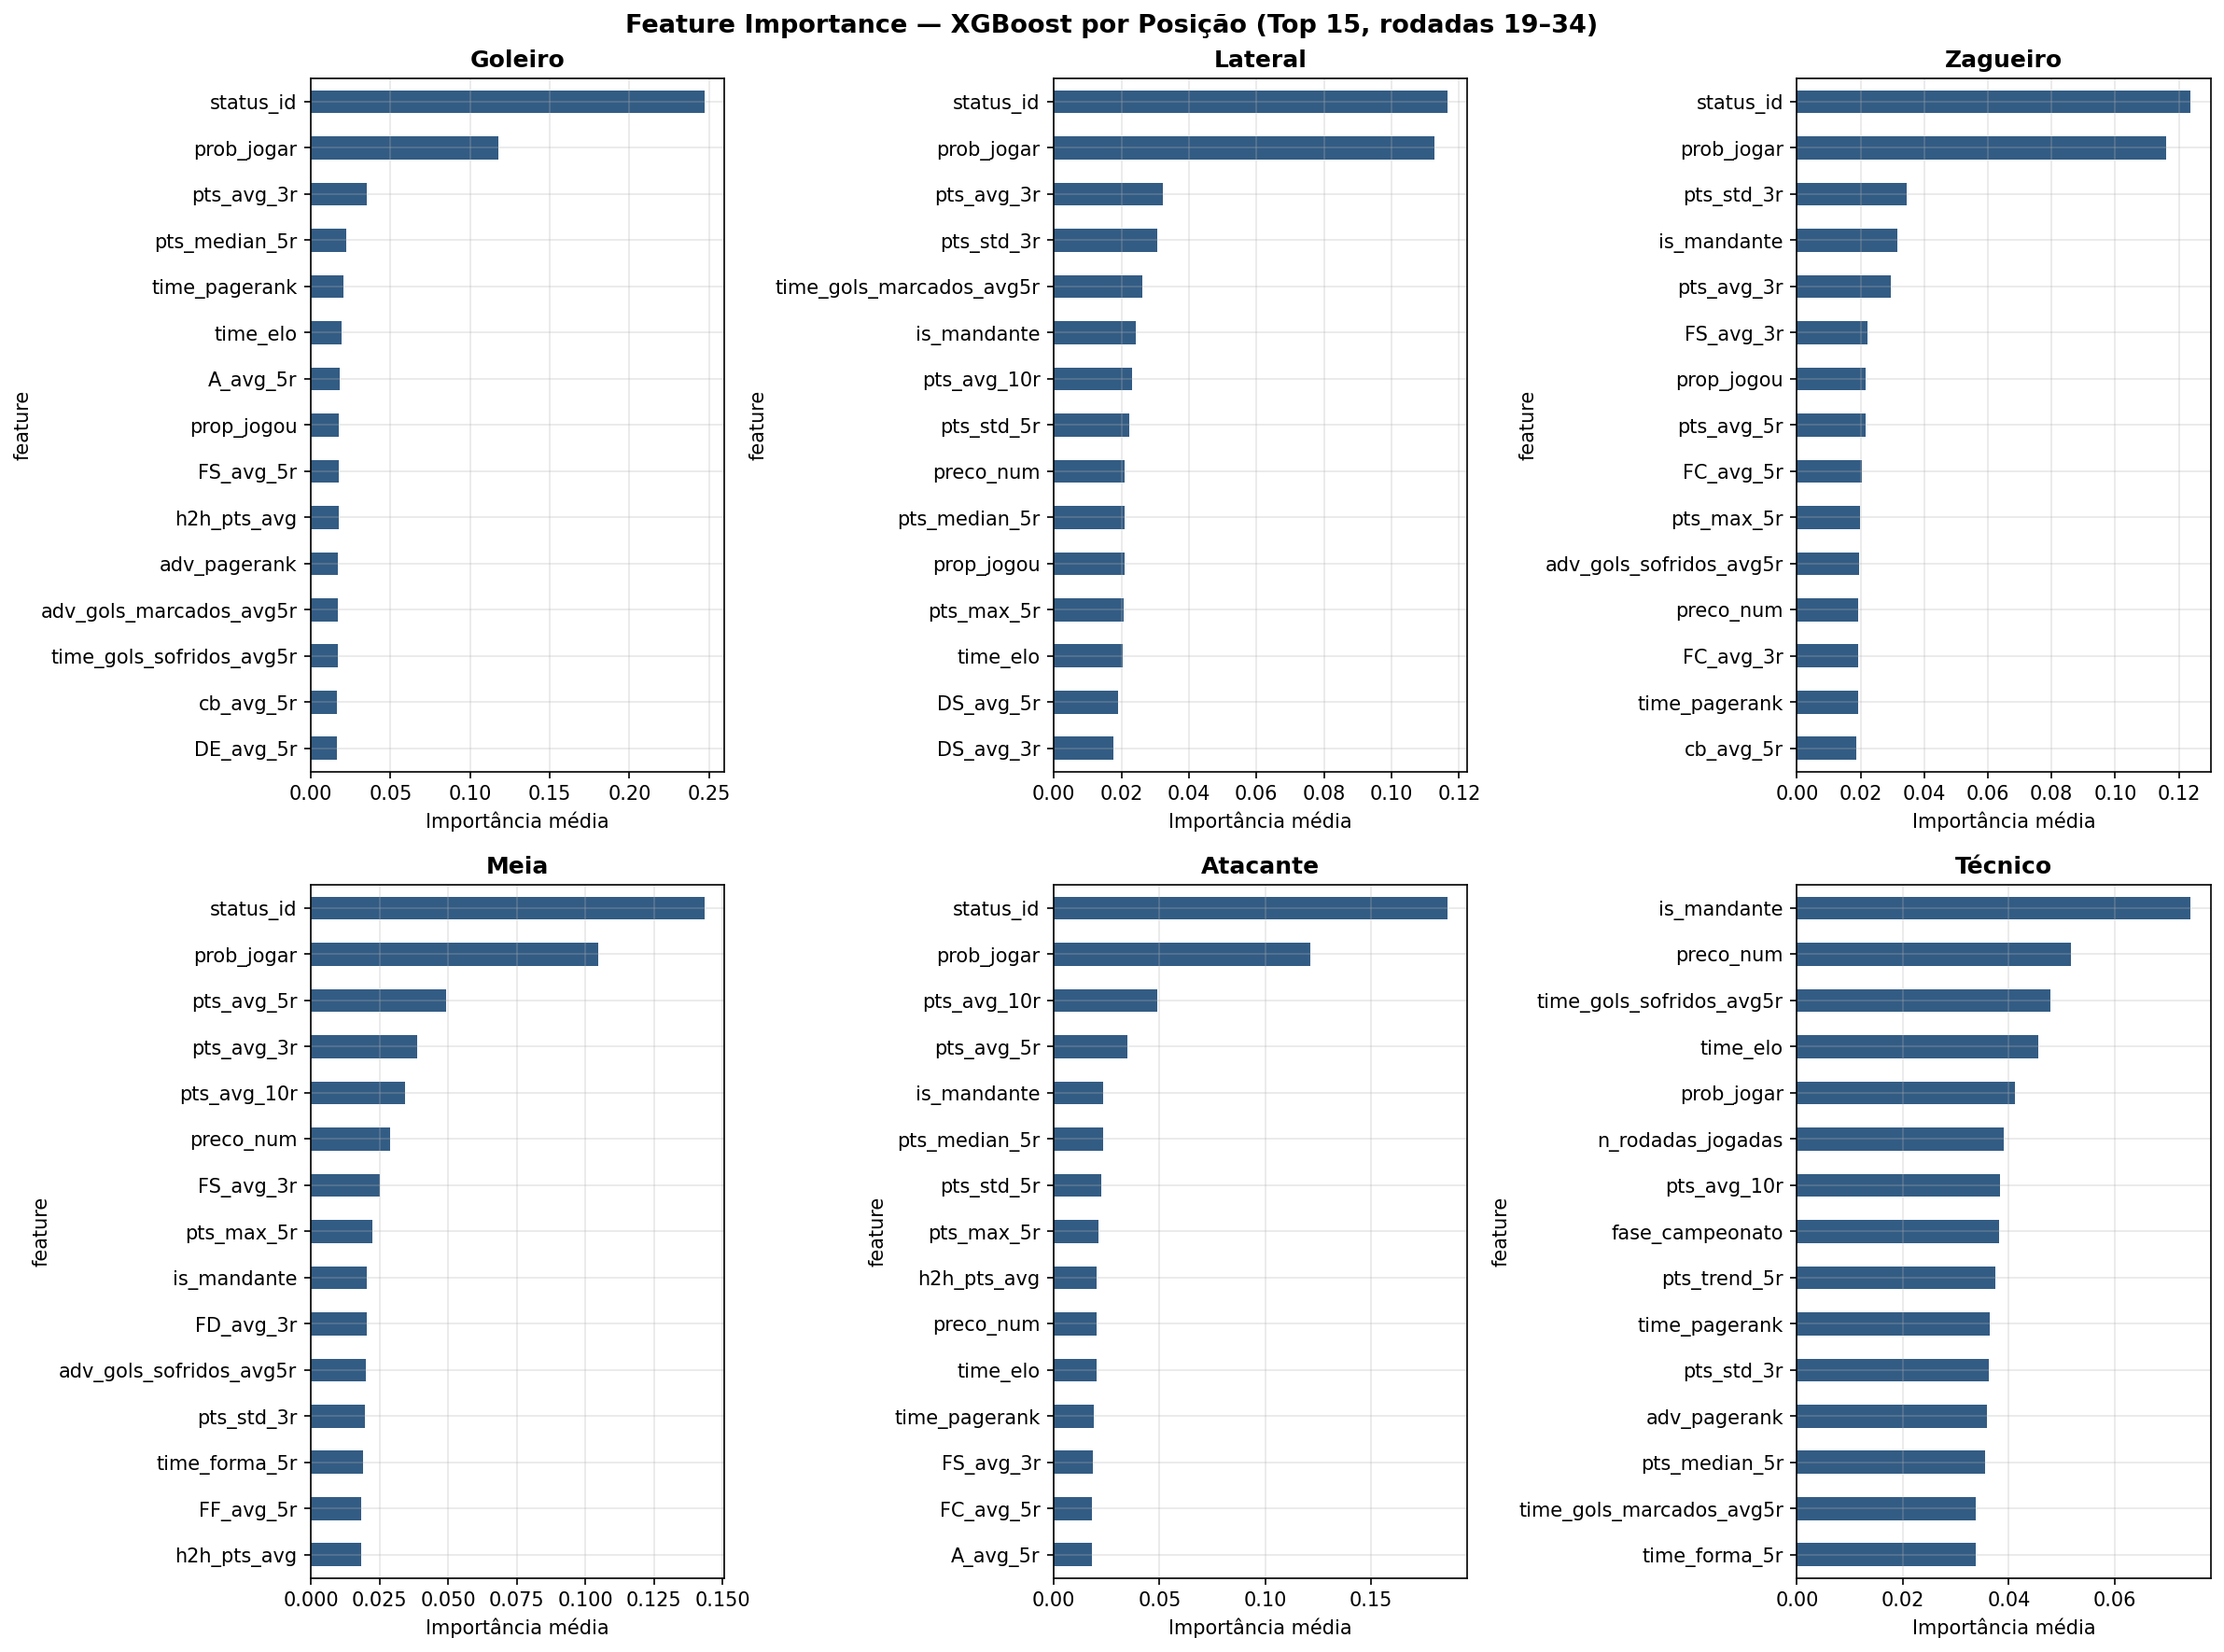 Feature Importance — XGBoost por Posição (Top 15, rodadas 19–34)
Goleiro
status_id
prob_jogar
pts_avg_3r
pts_median_5r
time_pagerank
time_elo
A_avg_5r
prop_jogou
FS_avg_5r
h2h_pts_avg
adv_pagerank
adv_gols_marcados_avg5r
time_gols_sofridos_avg5r
cb_avg_5r
DE_avg_5r
feature
0.00 0.05 0.10 0.15 0.20 0.25
Importância média
Lateral
status_id
prob_jogar
pts_avg_3r
pts_std_3r
time_gols_marcados_avg5r
is_mandante
pts_avg_10r
pts_std_5r
preco_num
pts_median_5r
prop_jogou
pts_max_5r
time_elo
DS_avg_5r
DS_avg_3r
feature
0.00 0.02 0.04 0.06 0.08 0.10 0.12
Importância média
Zagueiro
status_id
prob_jogar
pts_std_3r
is_mandante
pts_avg_3r
FS_avg_3r
prop_jogou
pts_avg_5r
FC_avg_5r
pts_max_5r
adv_gols_sofridos_avg5r
preco_num
FC_avg_3r
time_pagerank
cb_avg_5r
feature
0.00 0.02 0.04 0.06 0.08 0.10 0.12
Importância média
Meia
status_id
prob_jogar
pts_avg_5r
pts_avg_3r
pts_avg_10r
preco_num
FS_avg_3r
pts_max_5r
is_mandante
FD_avg_3r
adv_gols_sofridos_avg5r
pts_std_3r
time_forma_5r
FF_avg_5r
h2h_pts_avg
feature
0.000 0.025 0.050 0.075 0.100 0.125 0.150
Importância média
Atacante
status_id
prob_jogar
pts_avg_10r
pts_avg_5r
is_mandante
pts_median_5r
pts_std_5r
pts_max_5r
h2h_pts_avg
preco_num
time_elo
time_pagerank
FS_avg_3r
FC_avg_5r
A_avg_5r
feature
0.00 0.05 0.10 0.15
Importância média
Técnico
is_mandante
preco_num
time_gols_sofridos_avg5r
time_elo
prob_jogar
n_rodadas_jogadas
pts_avg_10r
fase_campeonato
pts_trend_5r
time_pagerank
pts_std_3r
adv_pagerank
pts_median_5r
time_gols_marcados_avg5r
time_forma_5r
feature
0.00 0.02 0.04 0.06
Importância média